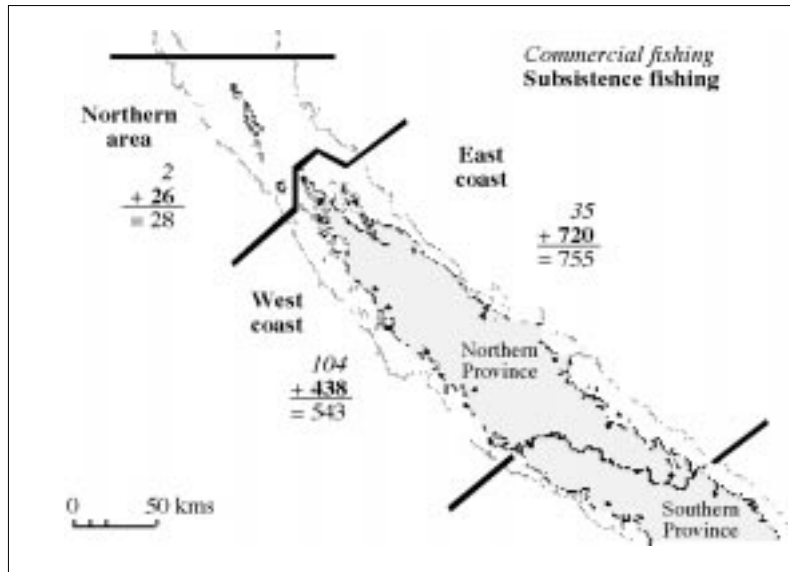 Commercial fishing
Subsistence fishing
Northern
area
2
+ 26
= 28
East
coast
35
+ 720
= 755
West
coast
104
+ 438
= 543
Northern
Province
Southern
Province
0 50 kms